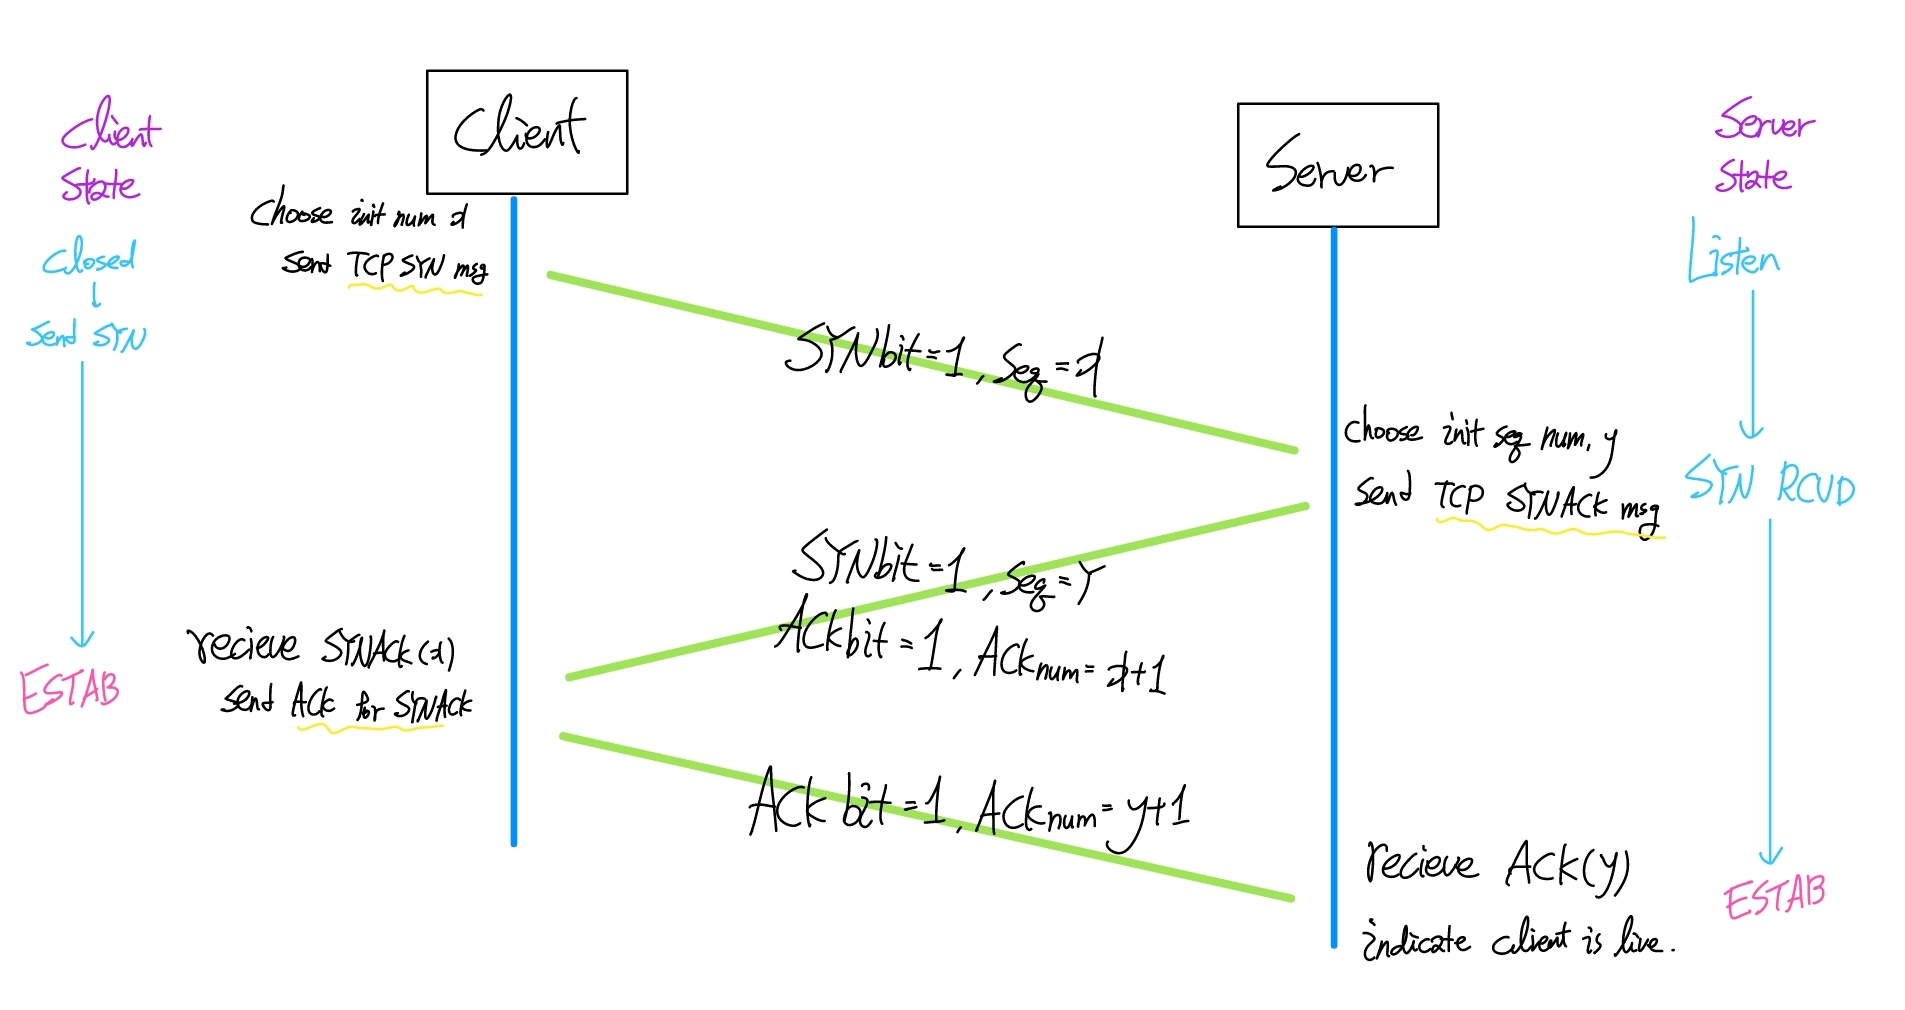 Client
State
Closed
Send SYN
ESTAB
Client
Choose init num x
send TCP SYN msg
SYNbit=1, Seq=x
SYNbit=1, Seq=Y
ACKbit=1, ACKnum=x+1
recieve SYNACK(x)
send ACK for SYNACK
ACK bit=1, ACKnum=y+1
Server
choose init seq num, y
send TCP SYNACK msg
recieve ACK(y)
indicate client is live.
Server
State
Listen
SYN RCVD
ESTAB